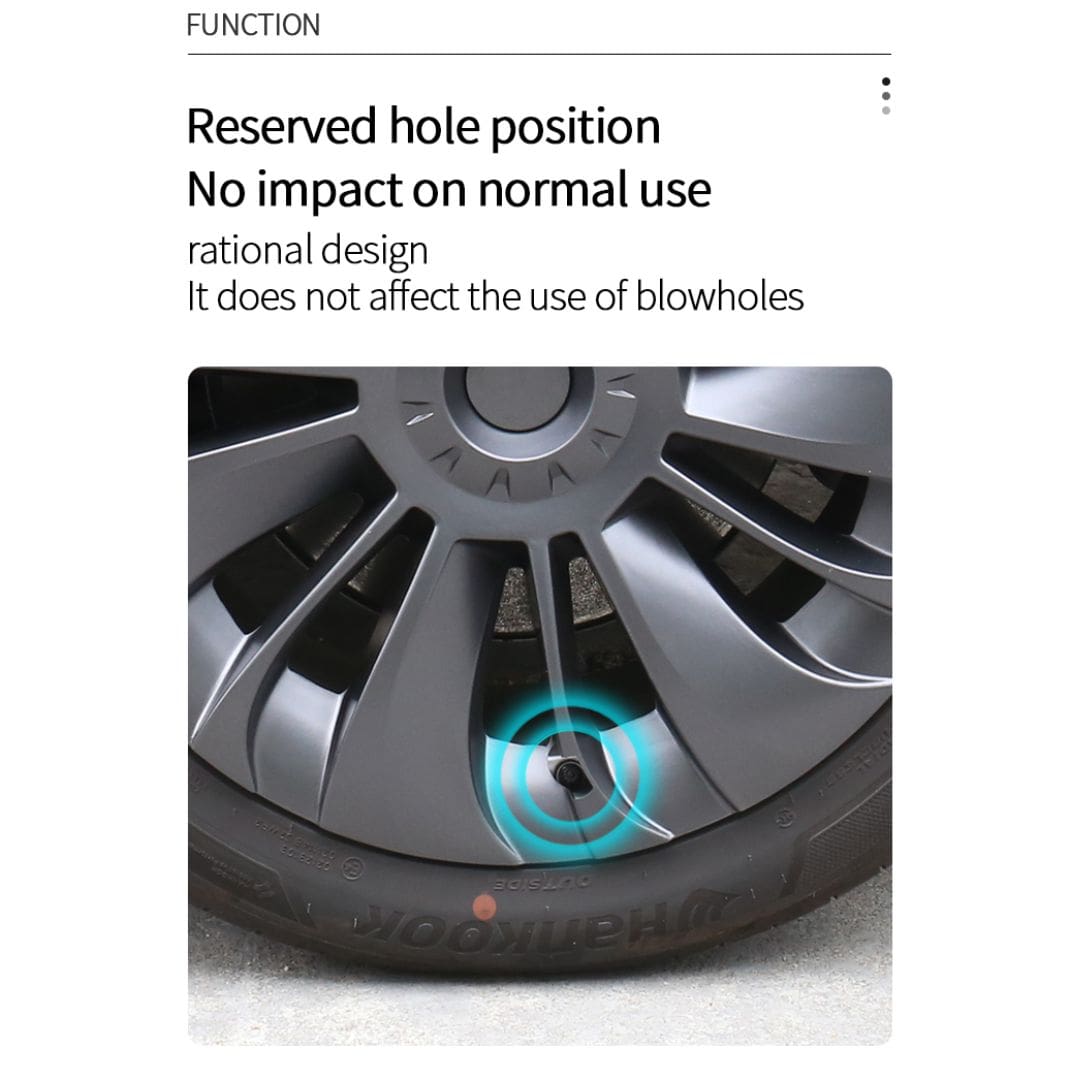 FUNCTION
Reserved hole position
No impact on normal use
rational design
It does not affect the use of blowholes
OUTSIDE
Hankook